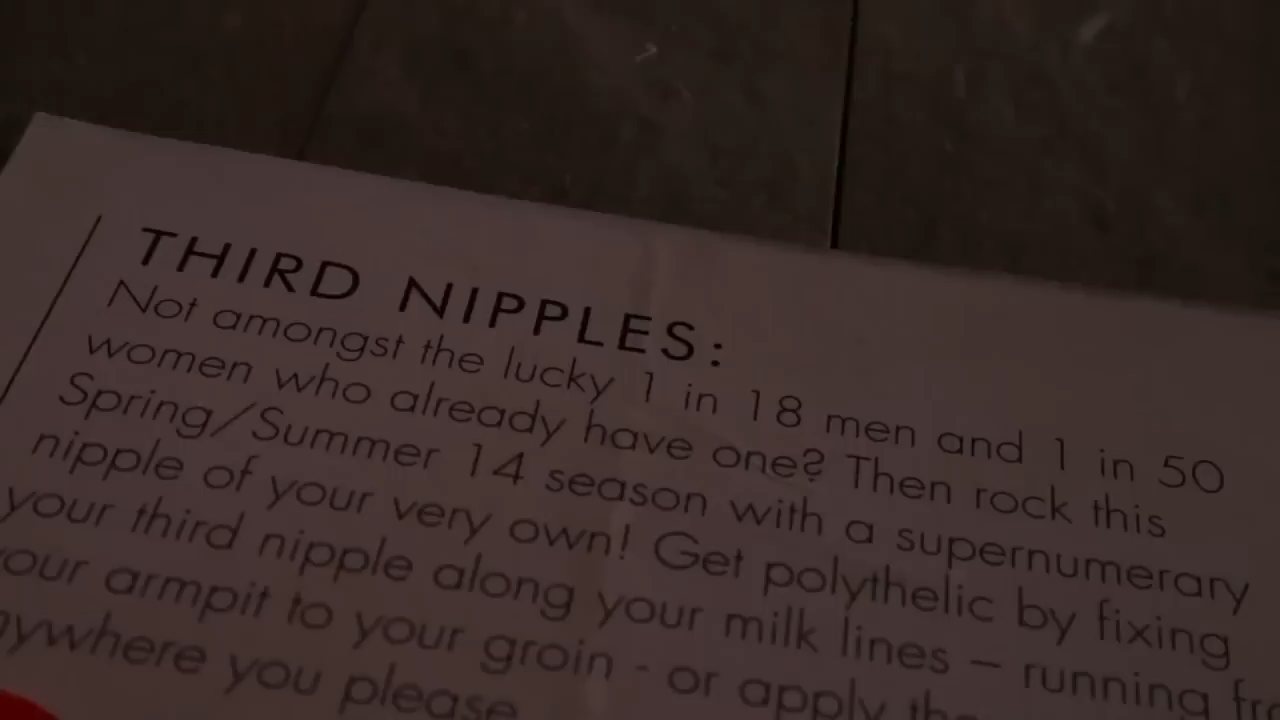 THIRD NIPPLES:
Not amongst the lucky 1 in 18 men and 1 in 50
women who already have one? Then rock this
Spring/Summer 14 season with a supernumerary
nipple of your very own! Get polythelic by fixing
your third nipple along your milk lines – running
armpit to your groin - or apply
you please